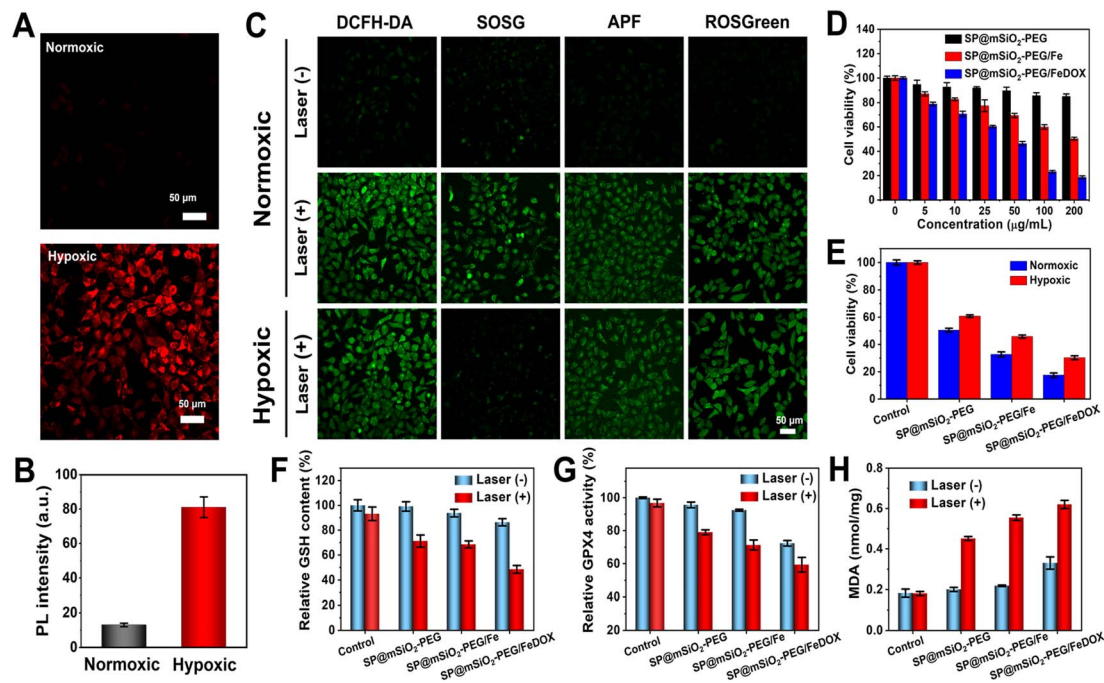 A
Normoxic
50 µm
Hypoxic
50 µm
B
PL intensity (a.u.)
100
80
60
40
20
0
Normoxic Hypoxic
C
DCFH-DA SOSG APF ROSGreen
Normoxic
Laser (-)
Laser (+)
Hypoxic
Laser (+)
50 µm
D
Cell viability (%)
140
120
100
80
60
40
20
0
SP@mSiO₂-PEG
SP@mSiO₂-PEG/Fe
SP@mSiO₂-PEG/FeDOX
0 5 10 25 50 100 200
Concentration (µg/mL)
E
Cell viability (%)
120
100
80
60
40
20
0
Normoxic
Hypoxic
Control
SP@mSiO₂-PEG
SP@mSiO₂-PEG/Fe
SP@mSiO₂-PEG/FeDOX
F
Relative GSH content (%)
120
100
80
60
40
20
0
Laser (-)
Laser (+)
Control
SP@mSiO₂-PEG
SP@mSiO₂-PEG/Fe
SP@mSiO₂-PEG/FeDOX
G
Relative GPX4 activity (%)
120
100
80
60
40
20
0
Laser (-)
Laser (+)
Control
SP@mSiO₂-PEG
SP@mSiO₂-PEG/Fe
SP@mSiO₂-PEG/FeDOX
H
MDA (nmol/mg)
0.8
0.6
0.4
0.2
0.0
Laser (-)
Laser (+)
Control
SP@mSiO₂-PEG
SP@mSiO₂-PEG/Fe
SP@mSiO₂-PEG/FeDOX